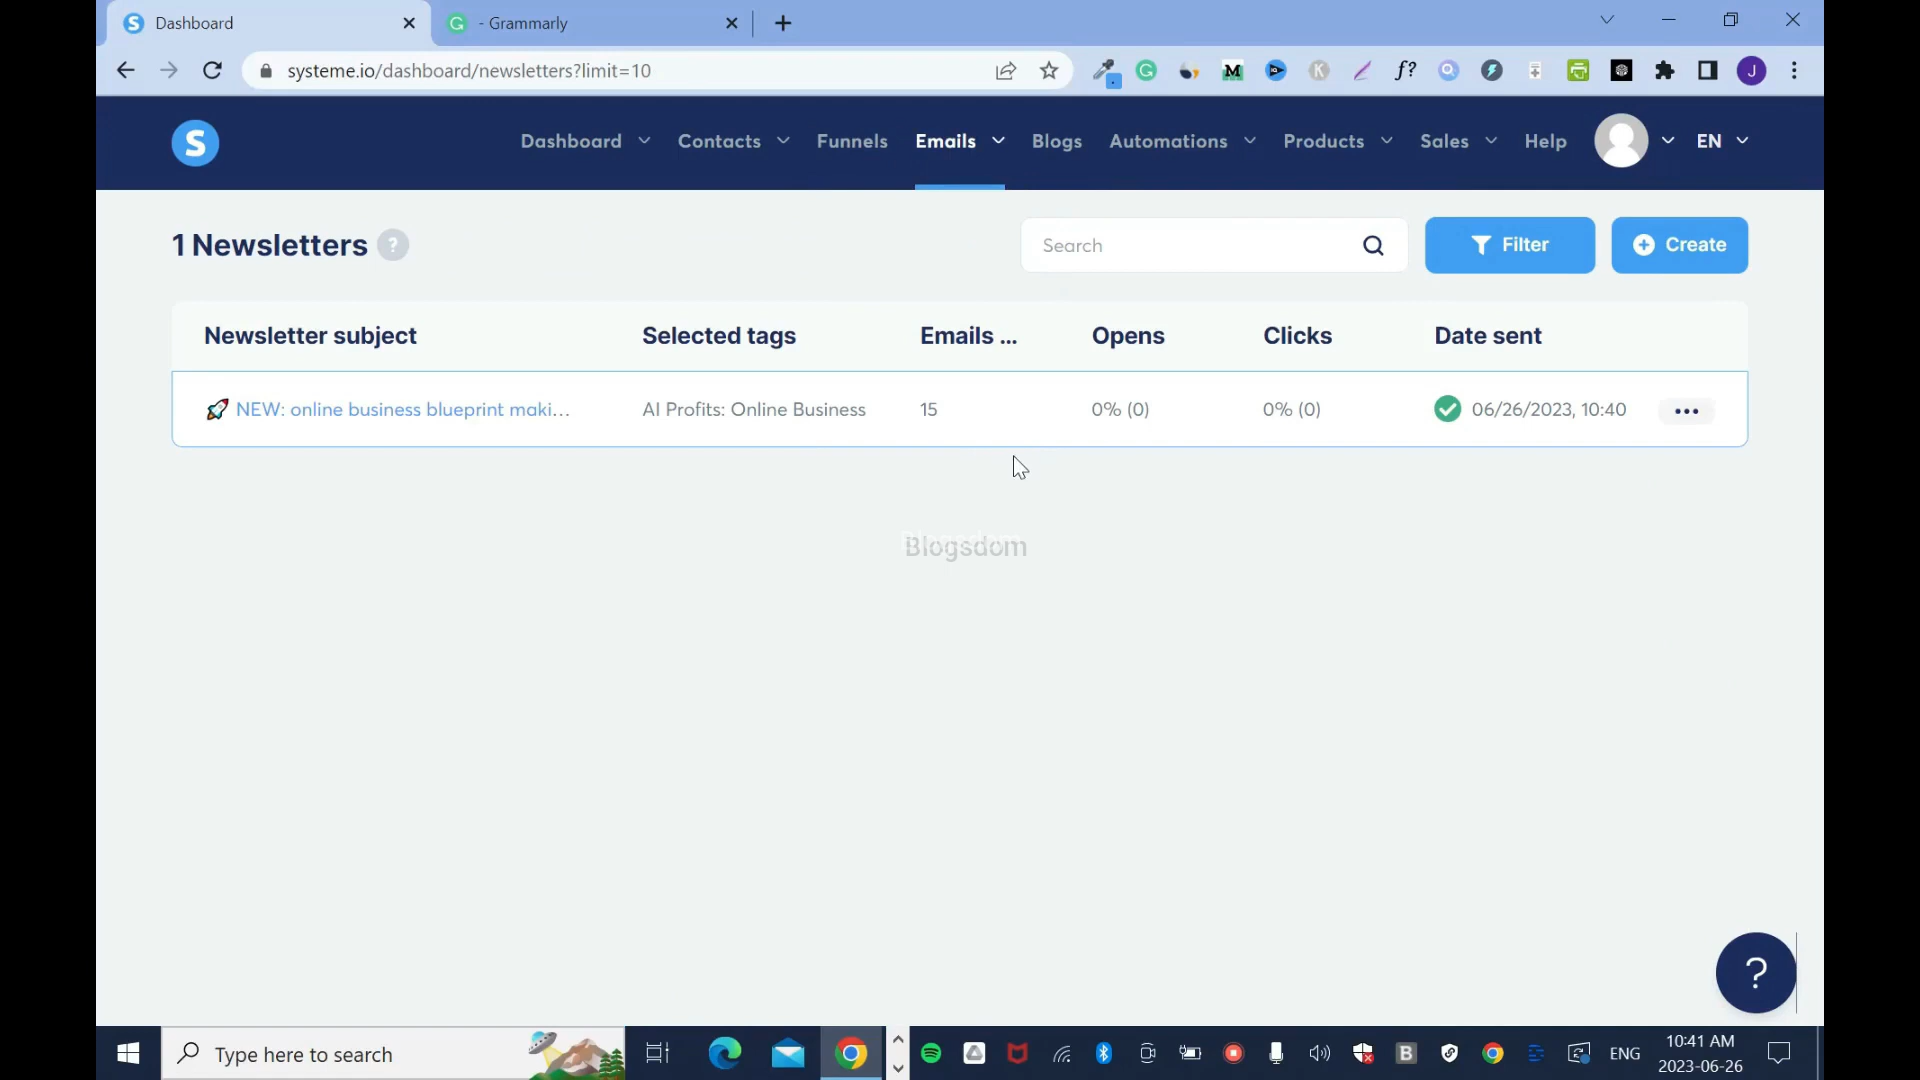 Dashboard
- Grammarly
systeme.io/dashboard/newsletters?limit=10
M
K
f?
J
S
Dashboard
Contacts
Funnels
Emails
Blogs
Automations
Products
Sales
Help
EN
1 Newsletters ?
Search
Filter
Create
Newsletter subject
Selected tags
Emails ...
Opens
Clicks
Date sent
🚀 NEW: online business blueprint maki...
AI Profits: Online Business
15
0% (0)
0% (0)
06/26/2023, 10:40
Blogsdom
?
Type here to search
B
ENG
10:41 AM
2023-06-26